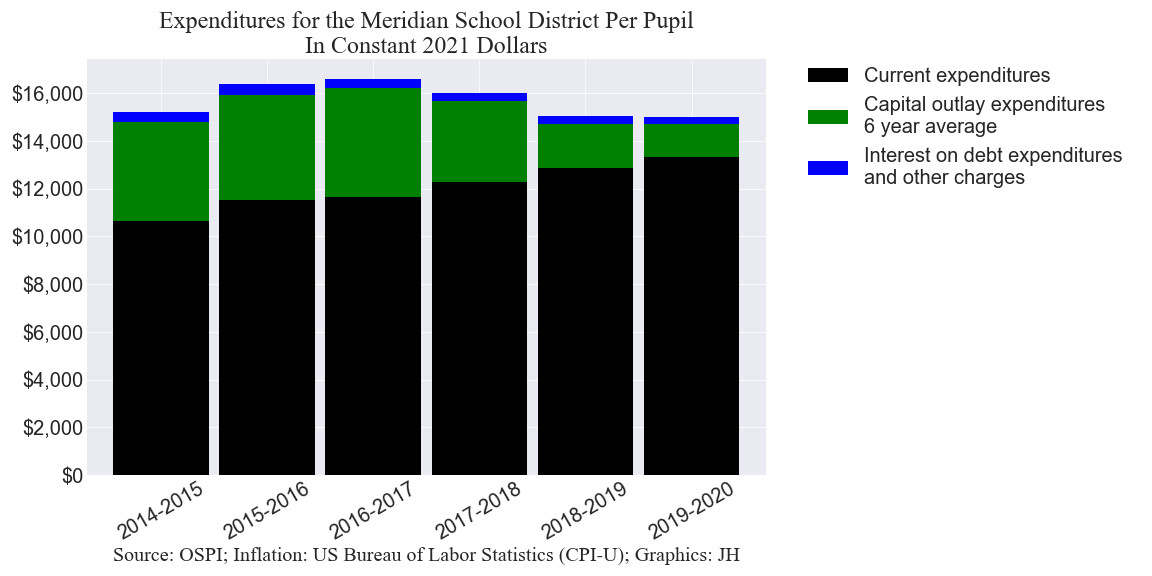 Expenditures for the Meridian School District Per Pupil
In Constant 2021 Dollars
$16,000
$14,000
$12,000
$10,000
$8,000
$6,000
$4,000
$2,000
$0
2014-2015
2015-2016
2016-2017
2017-2018
2018-2019
2019-2020
Source: OSPI; Inflation: US Bureau of Labor Statistics (CPI-U); Graphics: JH
Current expenditures
Capital outlay expenditures
6 year average
Interest on debt expenditures
and other charges